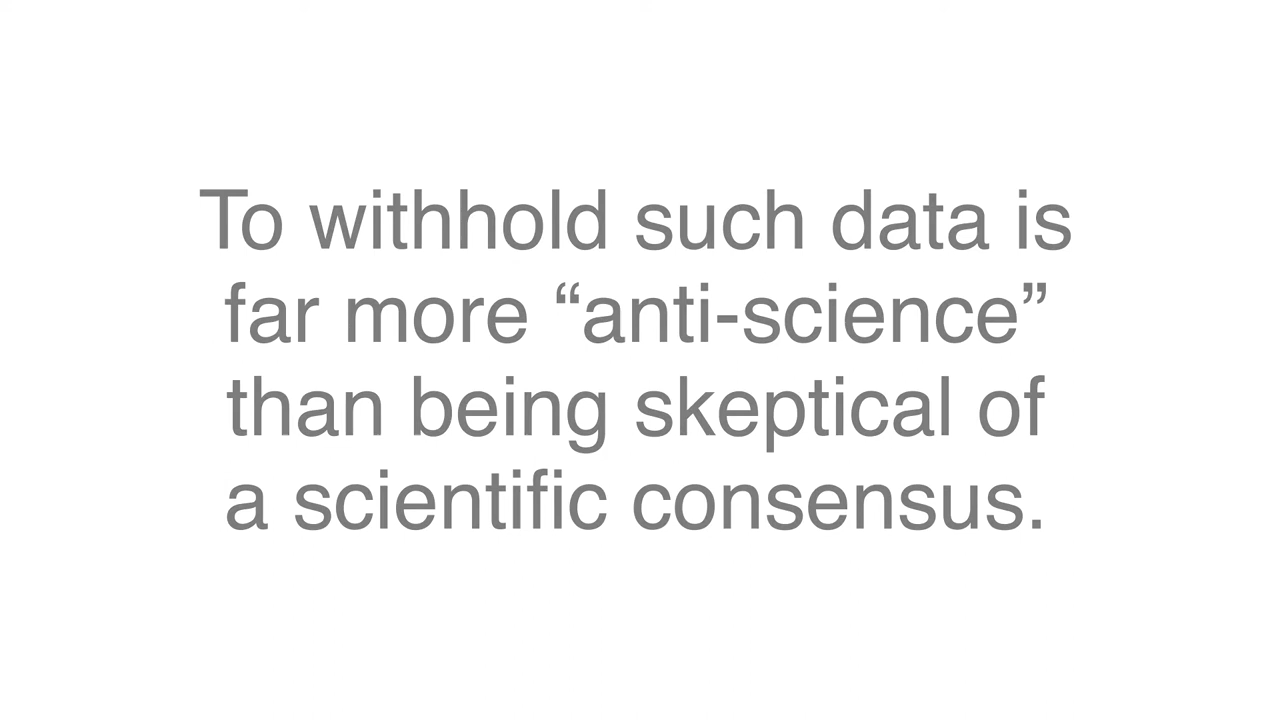 To withhold such data is
far more “anti-science”
than being skeptical of
a scientific consensus.